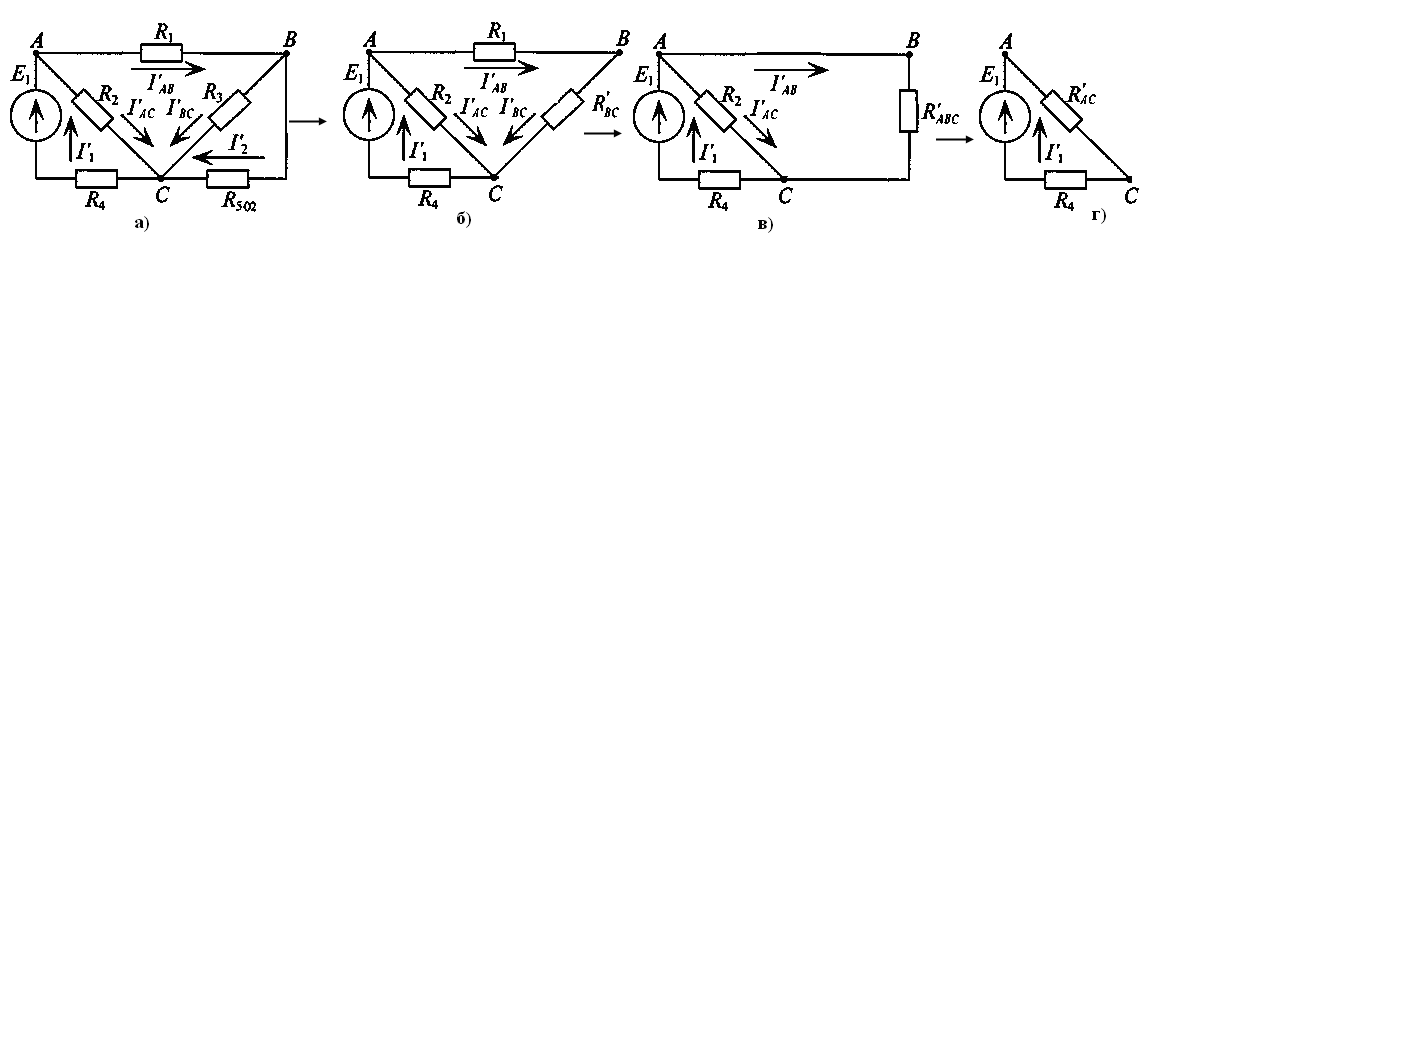 A R₁ B
E₁ I'AB
R₂ I'AC I'BC R₃
I'₁ I'₂
R₄ C R₅₀₂
а)
A R₁ B
E₁ I'AB
R₂ I'AC I'BC R'BC
I'₁
R₄ C
б)
A B
E₁ I'AB
R₂ I'AC R'ABC
I'₁
R₄ C
в)
A
E₁ R'AC
I'₁
R₄ C
г)